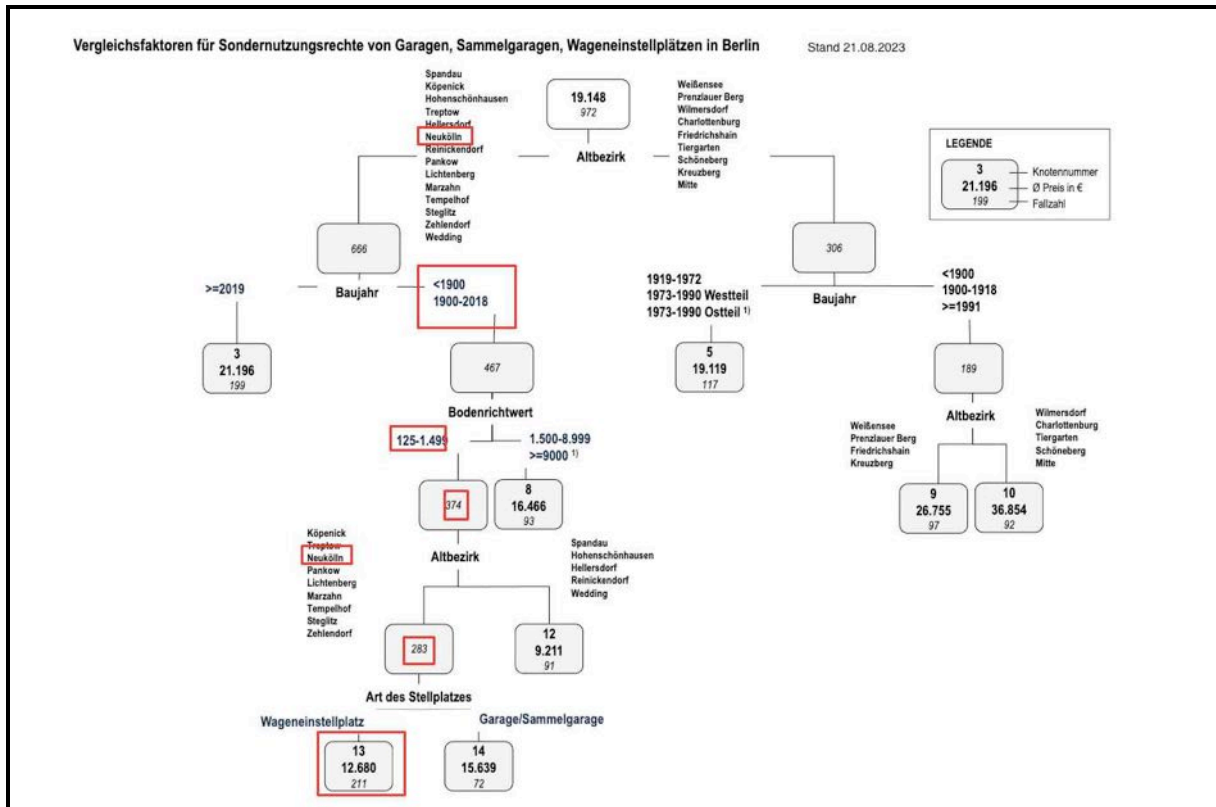 Vergleichsfaktoren für Sondernutzungsrechte von Garagen, Sammelgaragen, Wageneinstellplätzen in Berlin Stand 21.08.2023
Spandau
Köpenick
Hohenschönhausen
Treptow
Hellersdorf
Neukölln
Reinickendorf
Pankow
Lichtenberg
Marzahn
Tempelhof
Steglitz
Zehlendorf
Wedding
19.148
972
Altbezirk
Weißensee
Prenzlauer Berg
Wilmersdorf
Charlottenburg
Friedrichshain
Tiergarten
Schöneberg
Kreuzberg
Mitte
LEGENDE
3 Knotennummer
21.196 Ø Preis in €
199 Fallzahl
666
306
>=2019
Baujahr
<1900
1900-2018
1919-1972
1973-1990 Westteil
1973-1990 Ostteil 1)
Baujahr
<1900
1900-1918
>=1991
3
21.196
199
467
5
19.119
117
189
Bodenrichtwert
125-1.499
1.500-8.999
>=9000 1)
Altbezirk
Weißensee
Prenzlauer Berg
Friedrichshain
Kreuzberg
Wilmersdorf
Charlottenburg
Tiergarten
Schöneberg
Mitte
374
8
16.466
93
9
26.755
97
10
36.854
92
Köpenick
Treptow
Neukölln
Pankow
Lichtenberg
Marzahn
Tempelhof
Steglitz
Zehlendorf
Altbezirk
Spandau
Hohenschönhausen
Hellersdorf
Reinickendorf
Wedding
283
12
9.211
91
Art des Stellplatzes
Wageneinstellplatz
Garage/Sammelgarage
13
12.680
211
14
15.639
72